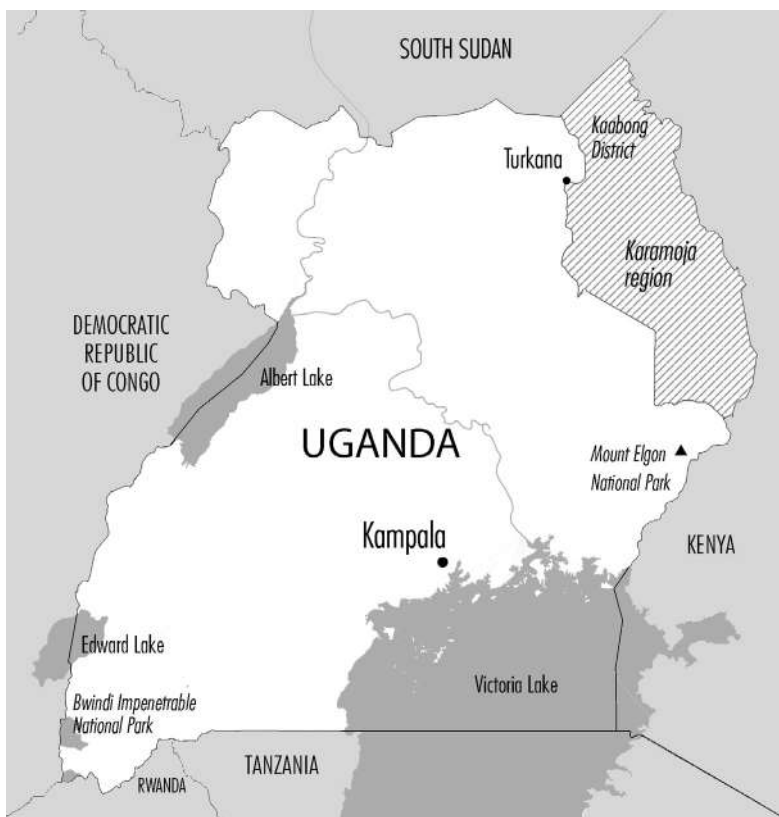 SOUTH SUDAN
Kaabong
District
Turkana
Karamoja
region
DEMOCRATIC
REPUBLIC
OF CONGO
Albert Lake
UGANDA
Mount Elgon
National Park
Kampala
KENYA
Edward Lake
Victoria Lake
Bwindi Impenetrable
National Park
TANZANIA
RWANDA